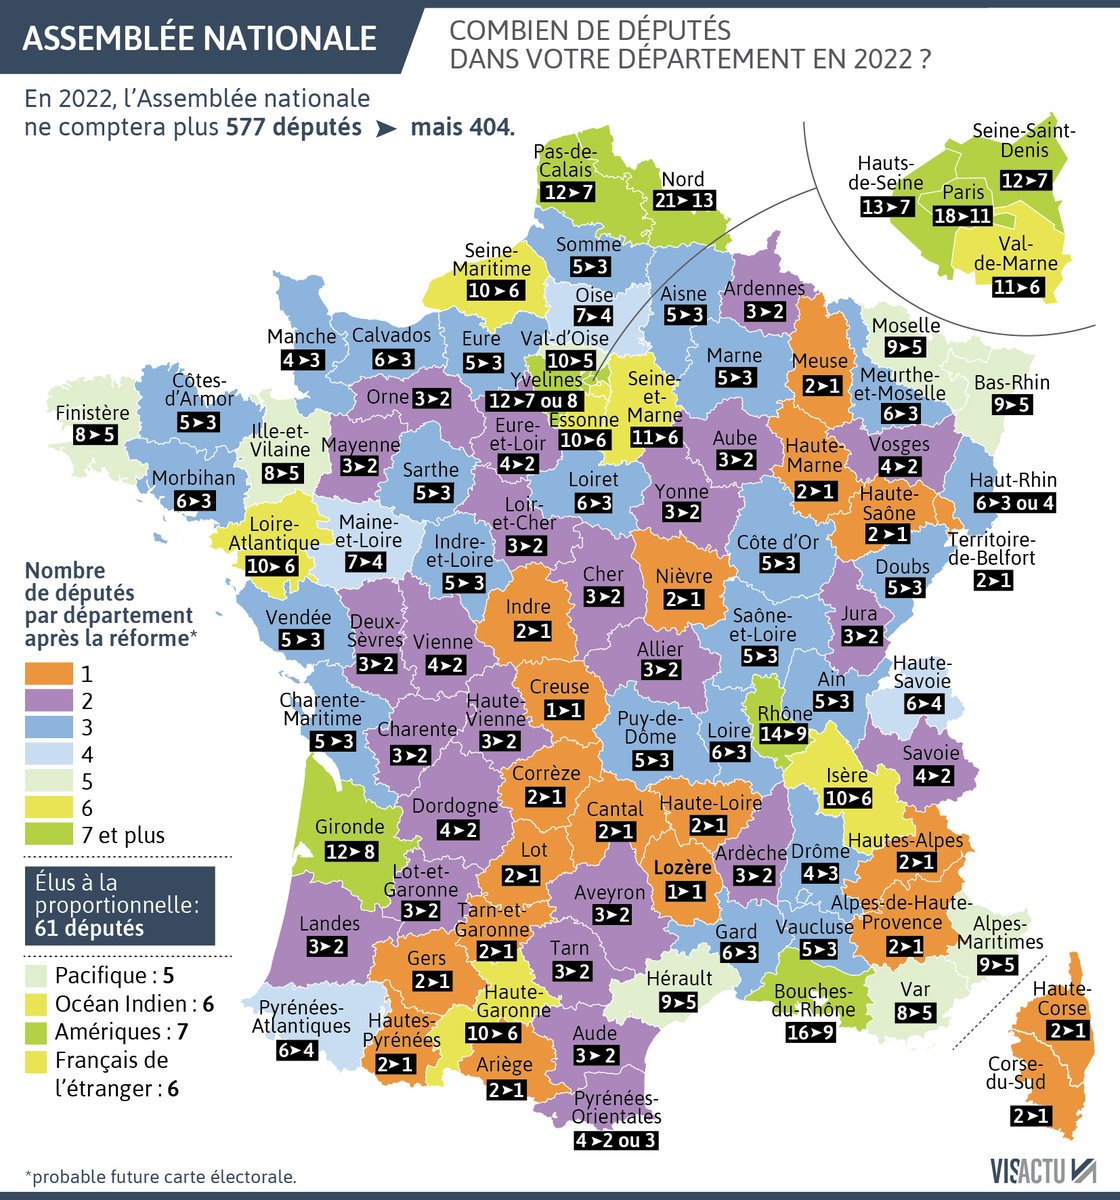 ASSEMBLÉE NATIONALE
COMBIEN DE DÉPUTÉS
DANS VOTRE DÉPARTEMENT EN 2022 ?
En 2022, l'Assemblée nationale
ne comptera plus 577 députés ➤ mais 404.
Pas-de-
Calais
12➤7
Nord
21➤13
Hauts-
de-Seine
13➤7
Seine-Saint-
Denis
12➤7
Paris
18➤11
Val-
de-Marne
11➤6
Seine-
Maritime
10➤6
Somme
5➤3
Oise
7➤4
Aisne
5➤3
Ardennes
3➤2
Manche
4➤3
Calvados
6➤3
Eure
5➤3
Val-d'Oise
10➤5
Yvelines
12➤7 ou 8
Essonne
10➤6
Seine-
et-
Marne
11➤6
Marne
5➤3
Meuse
2➤1
Moselle
9➤5
Meurthe-
et-Moselle
6➤3
Bas-Rhin
9➤5
Finistère
8➤5
Côtes-
d'Armor
5➤3
Morbihan
6➤3
Ille-et-
Vilaine
8➤5
Orne 3➤2
Mayenne
3➤2
Sarthe
5➤3
Eure-
et-Loir
4➤2
Loiret
6➤3
Yonne
3➤2
Aube
3➤2
Haute-
Marne
2➤1
Vosges
4➤2
Haut-Rhin
6➤3 ou 4
Haute-
Saône
2➤1
Territoire-
de-Belfort
2➤1
Loire-
Atlantique
10➤6
Maine-
et-Loire
7➤4
Indre-
et-Loire
5➤3
Loir-
et-Cher
3➤2
Cher
3➤2
Nièvre
2➤1
Côte d'Or
5➤3
Doubs
5➤3
Vendée
5➤3
Deux-
Sèvres
3➤2
Vienne
4➤2
Indre
2➤1
Allier
3➤2
Saône-
et-Loire
5➤3
Jura
3➤2
Charente-
Maritime
5➤3
Charente
3➤2
Haute-
Vienne
3➤2
Creuse
1➤1
Puy-de-
Dôme
5➤3
Loire
6➤3
Rhône
14➤9
Ain
5➤3
Haute-
Savoie
6➤4
Savoie
4➤2
Isère
10➤6
Gironde
12➤8
Dordogne
4➤2
Corrèze
2➤1
Cantal
2➤1
Haute-Loire
2➤1
Lot-et-
Garonne
3➤2
Lot
2➤1
Aveyron
3➤2
Lozère
1➤1
Ardèche
3➤2
Drôme
4➤3
Hautes-Alpes
2➤1
Alpes-de-Haute-
Provence
2➤1
Alpes-
Maritimes
9➤5
Landes
3➤2
Gers
2➤1
Tarn-et-
Garonne
2➤1
Tarn
3➤2
Hérault
9➤5
Gard
6➤3
Vaucluse
5➤3
Bouches-
du-Rhône
16➤9
Var
8➤5
Pyrénées-
Atlantiques
6➤4
Hautes-
Pyrénées
2➤1
Haute-
Garonne
10➤6
Ariège
2➤1
Aude
3➤2
Pyrénées-
Orientales
4➤2 ou 3
Haute-
Corse
2➤1
Corse-
du-Sud
2➤1
Nombre
de députés
par département
après la réforme*
1
2
3
4
5
6
7 et plus
Élus à la
proportionnelle:
61 députés
Pacifique : 5
Océan Indien : 6
Amériques : 7
Français de
l'étranger : 6
*probable future carte électorale.
VISACTU